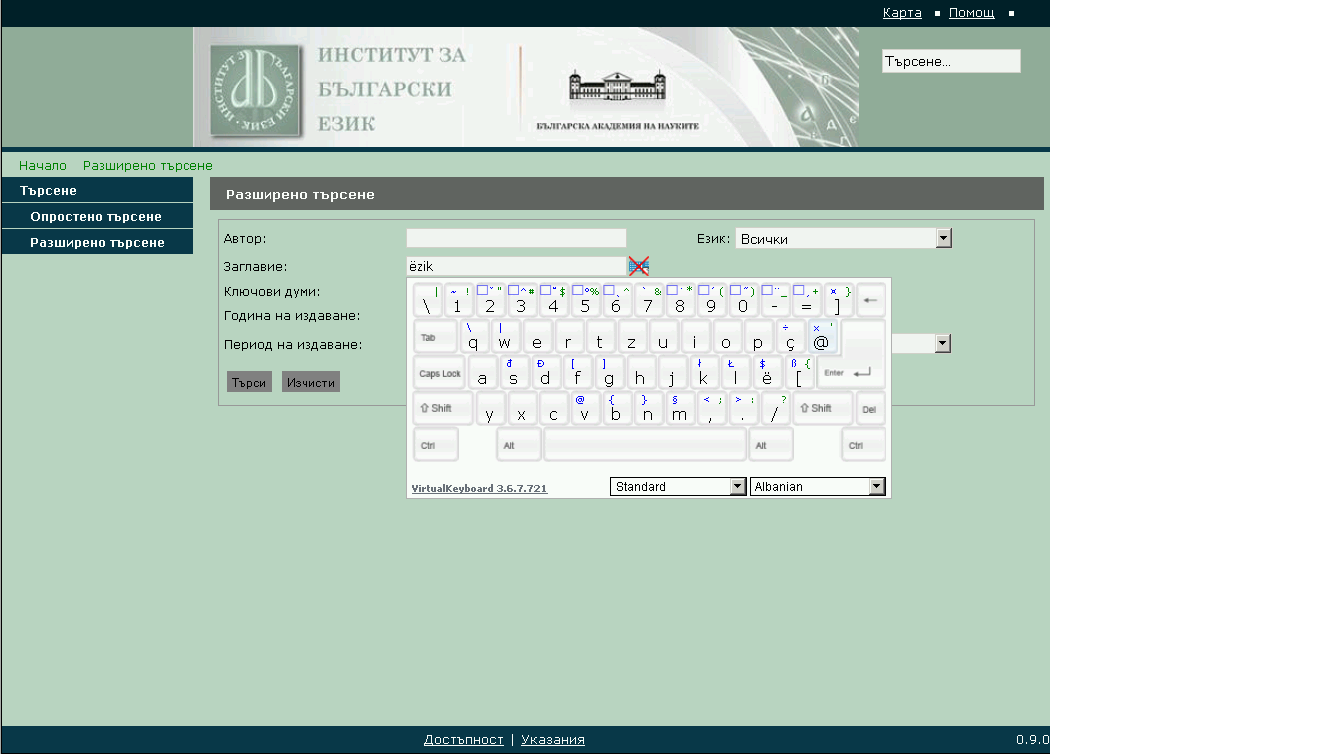 Карта Помощ
ИНСТИТУТ ЗА
БЪЛГАРСКИ
ЕЗИК
ИНСТИТУТ ЗА БЪЛГАРСКИ ЕЗИК
БЪЛГАРСКА АКАДЕМИЯ НА НАУКИТЕ
Търсене...
Начало Разширено търсене
Търсене
Опростено търсене
Разширено търсене
Разширено търсене
Автор:
Език: Всички
Заглавие: ëzik
Ключови думи:
Година на издаване:
Период на издаване:
Търси Изчисти
\ 1 2 3 4 5 6 7 8 9 0 - = ]
Tab q w e r t z u i o p ç @
Caps Lock a s d f g h j k l ë [ Enter
Shift y x c v b n m , . / Shift Del
Ctrl Alt Alt Ctrl
VirtualKeyboard 3.6.7.721 Standard Albanian
Достъпност | Указания
0.9.0